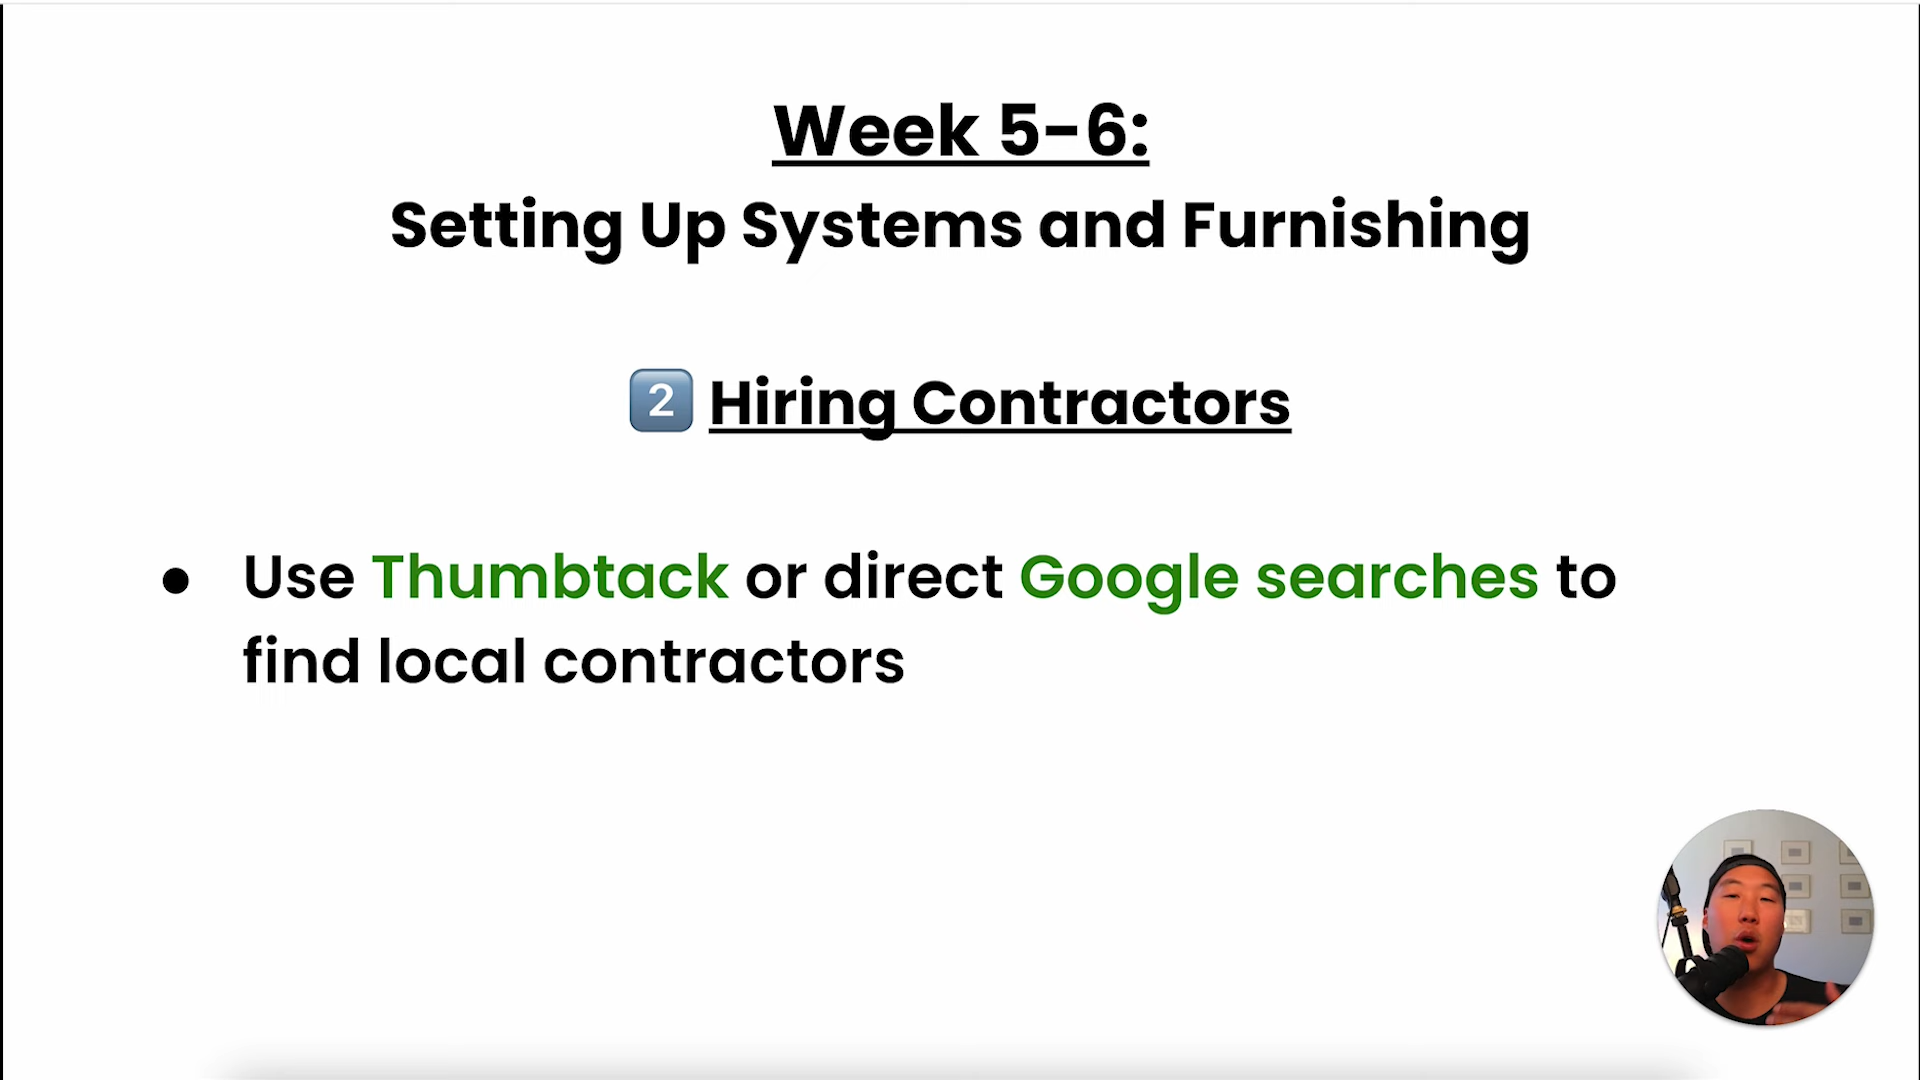 Week 5-6:
Setting Up Systems and Furnishing
2 Hiring Contractors
● Use Thumbtack or direct Google searches to
find local contractors